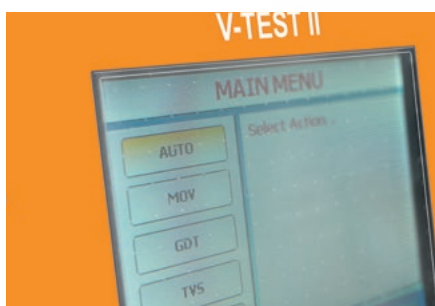 V-TEST II
MAIN MENU
Select Action .
AUTO
MOV
GDT
TVS